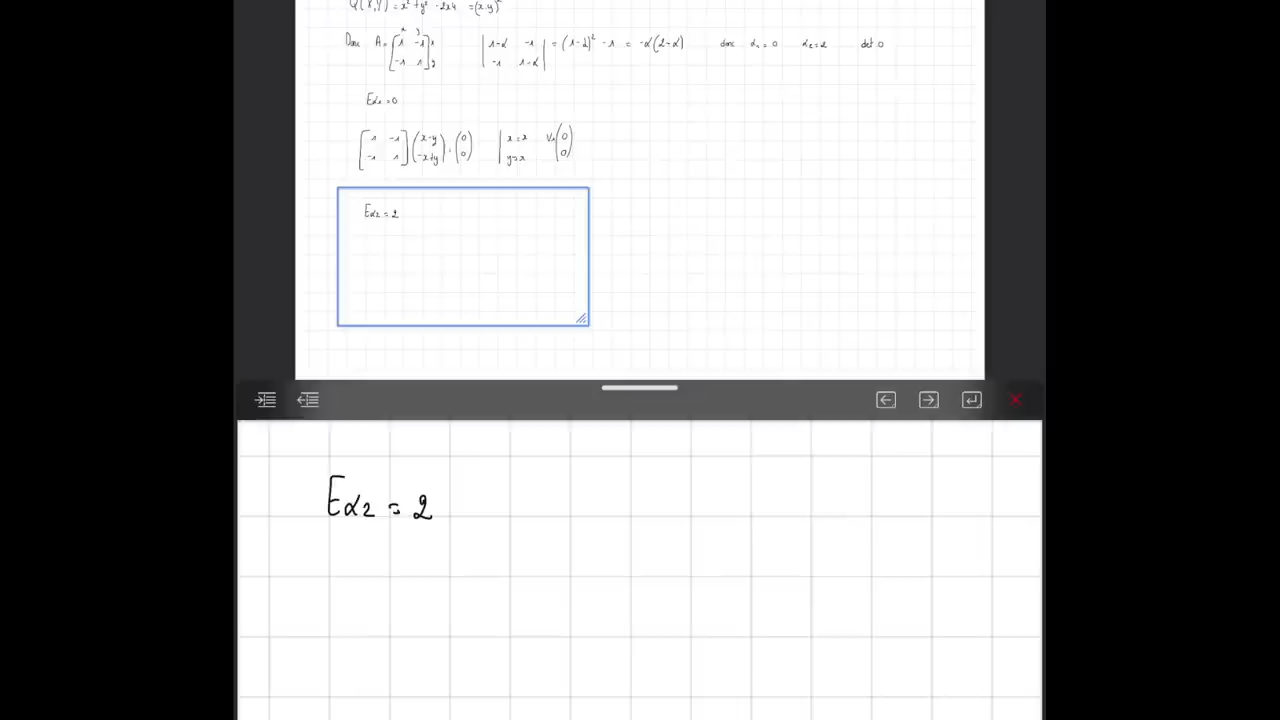 Q(X,Y) = x² + y² - 2xy = (x-y)²
Donc A = [1 -1 -1 1] x y x y |1-α -1 -1 1-α| = (1-α)² - 1 = -α(2-α) donc α₁ = 0 α₂ = 2 det 0
Eα₁ = 0
[1 -1 -1 1] (x-y -x+y) = (0 0) | x = x y = x V₁ (0 0)
Eα₂ = 2
Eα₂ = 2